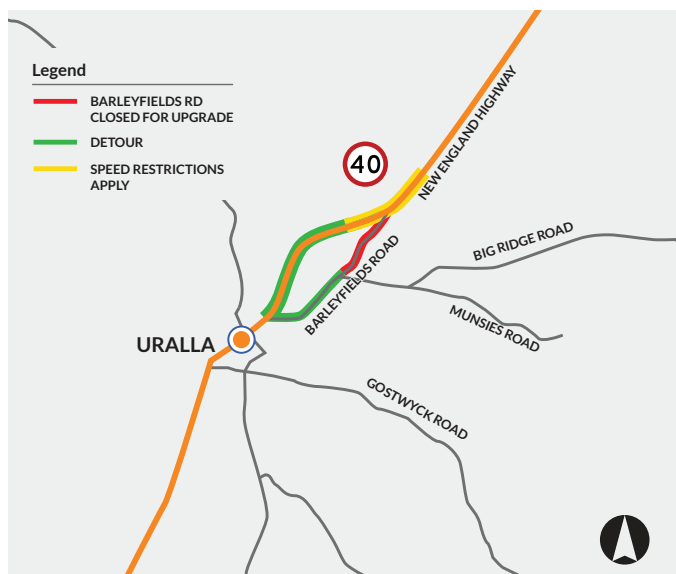 Legend
BARLEYFIELDS RD
CLOSED FOR UPGRADE
DETOUR
SPEED RESTRICTIONS
APPLY
40
NEW ENGLAND HIGHWAY
BIG RIDGE ROAD
BARLEYFIELDS ROAD
MUNSIES ROAD
URALLA
GOSTWYCK ROAD